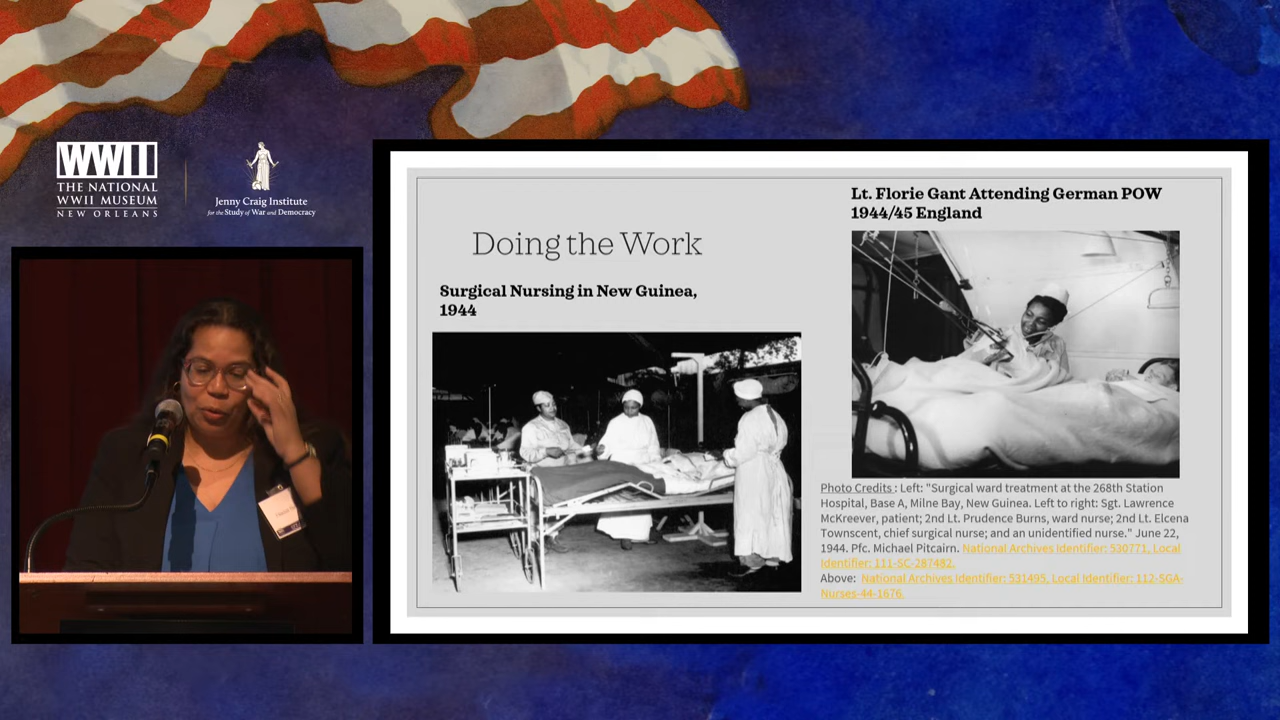 WWII
THE NATIONAL
WWII MUSEUM
NEW ORLEANS
Jenny Craig Institute
for the Study of War and Democracy
Doing the Work
Surgical Nursing in New Guinea,
1944
Lt. Florie Gant Attending German POW
1944/45 England
Photo Credits : Left: "Surgical ward treatment at the 268th Station
Hospital, Base A, Milne Bay, New Guinea. Left to right: Sgt. Lawrence
McKreever, patient; 2nd Lt. Prudence Burns, ward nurse; 2nd Lt. Elcena
Townscent, chief surgical nurse; and an unidentified nurse." June 22,
1944. Pfc. Michael Pitcairn. National Archives Identifier: 530771, Local
Identifier: 111-SC-287482.
Above: National Archives Identifier: 531495, Local Identifier: 112-SGA-
Nurses-44-1676.